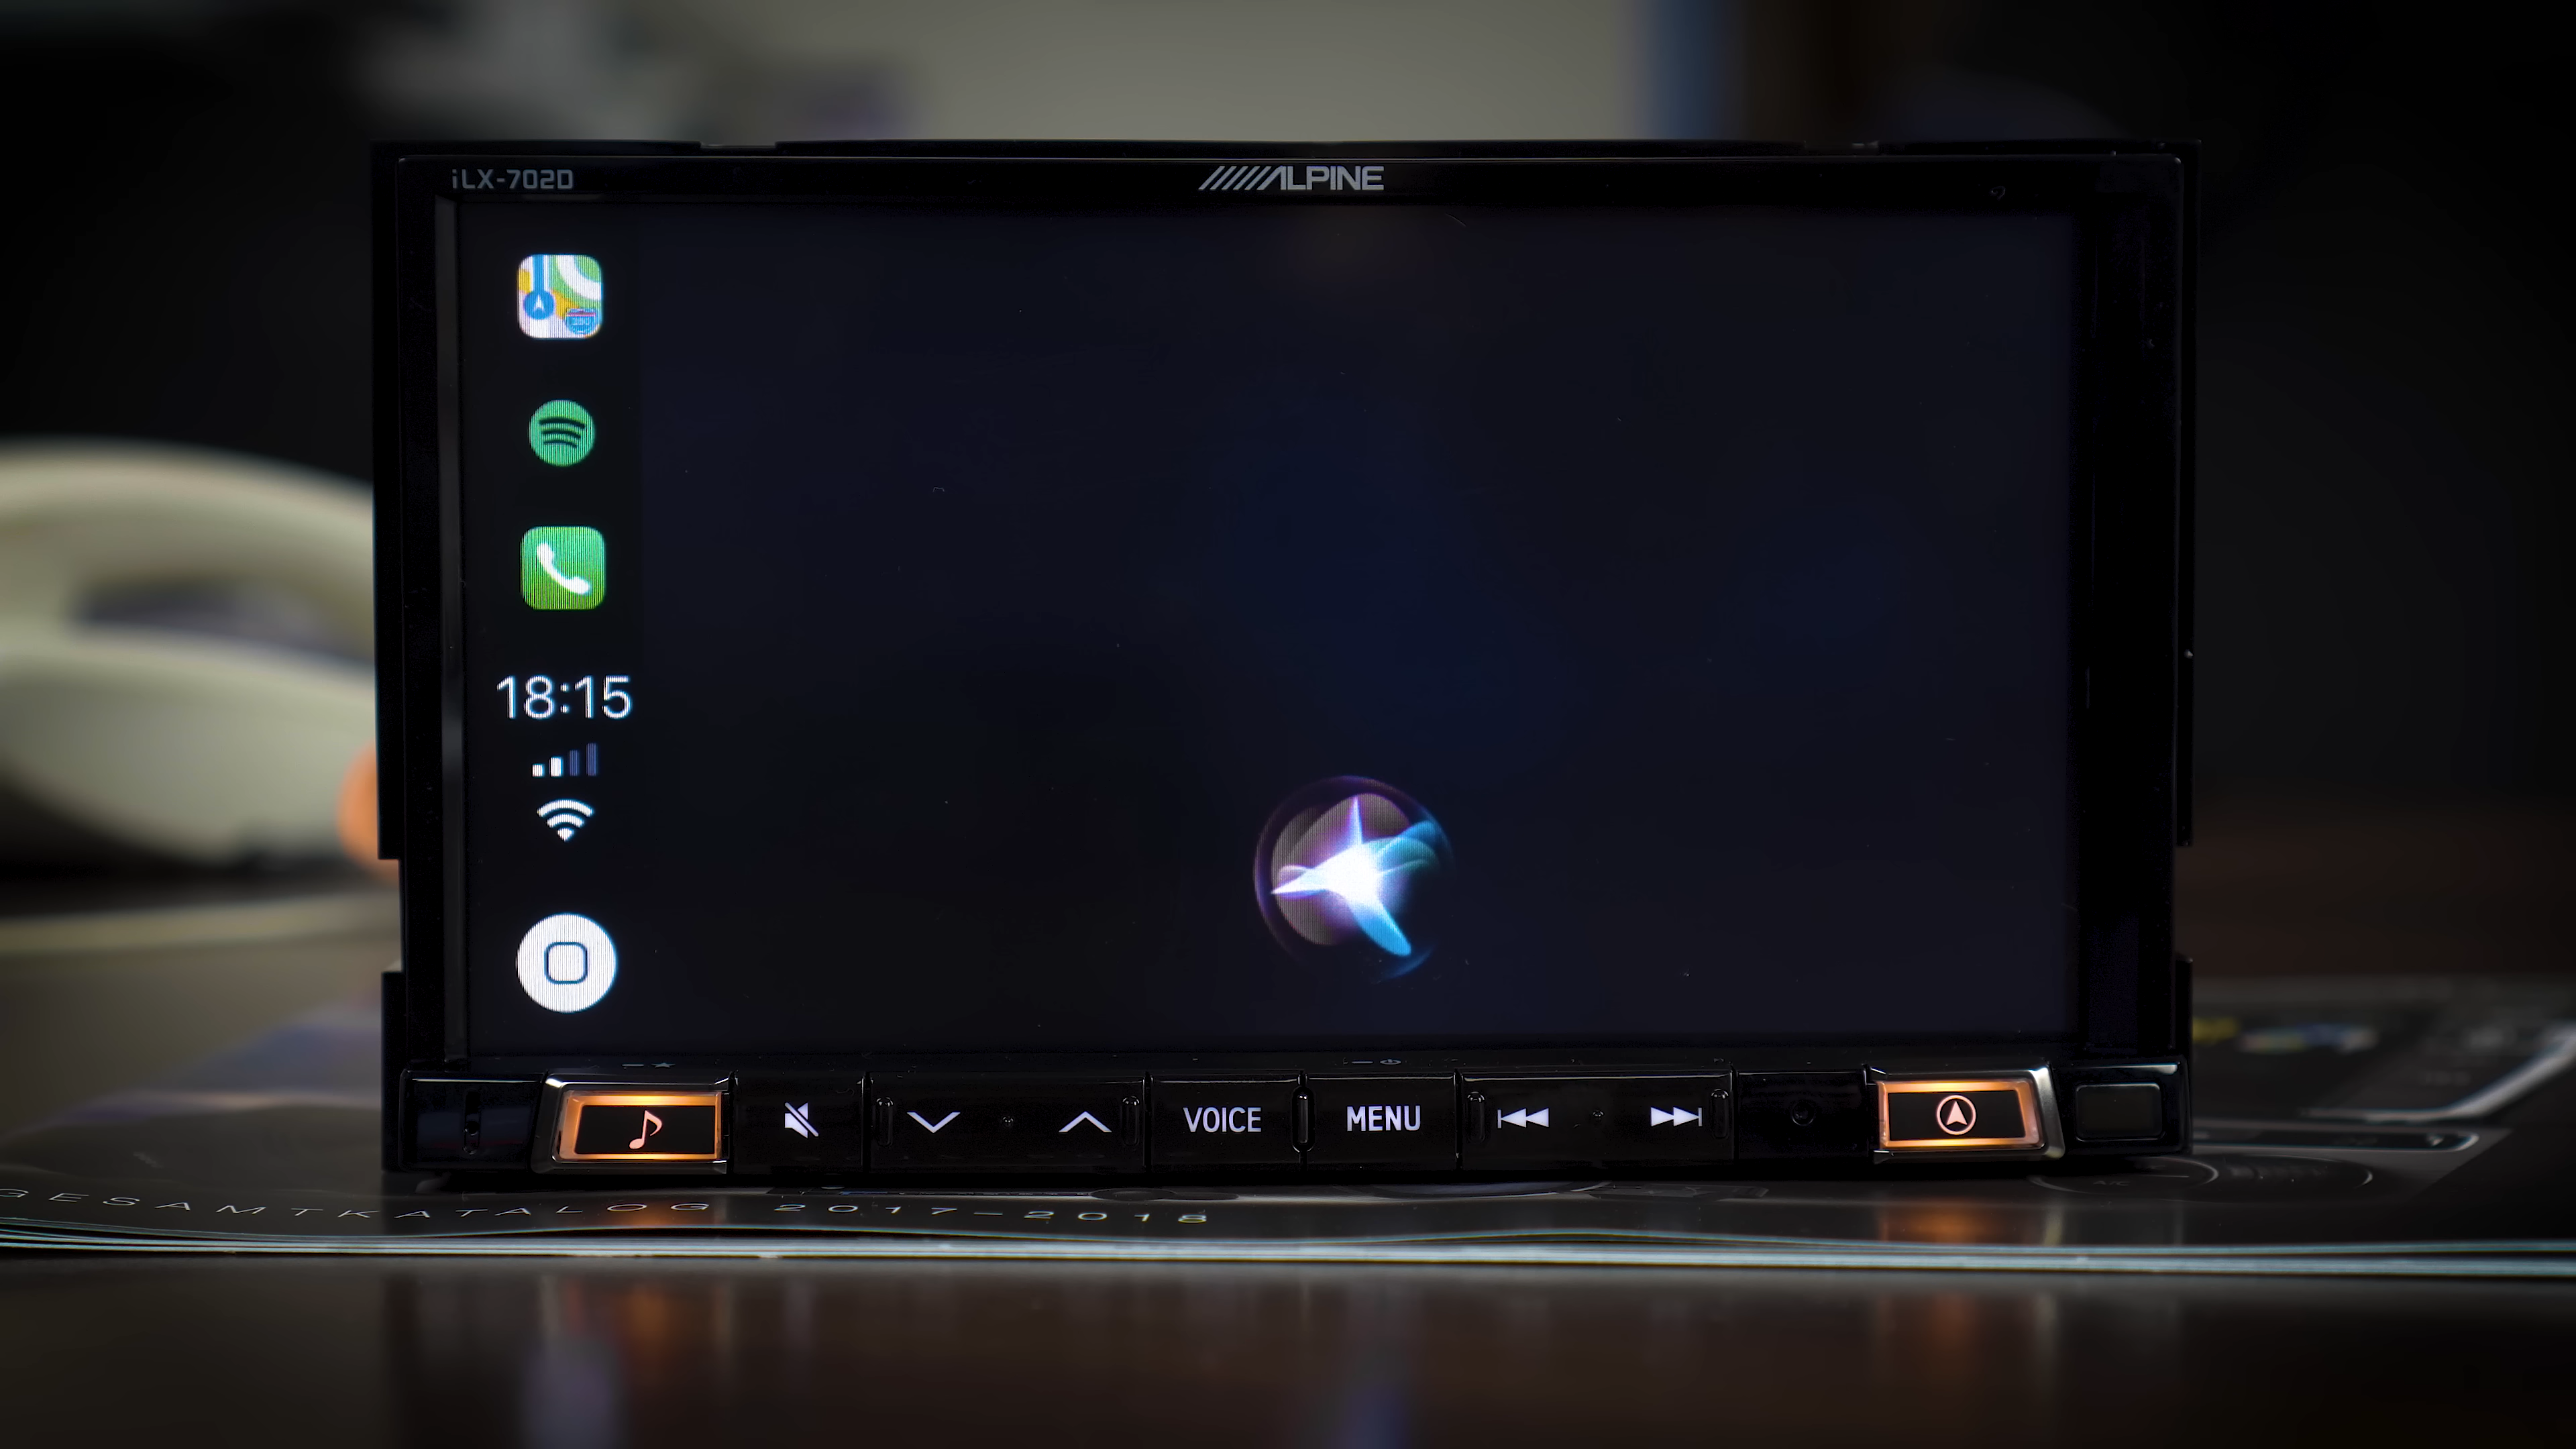 iLX-702D
ALPINE
18:15
VOICE
MENU
GESAMTKATALOG 2017-2018